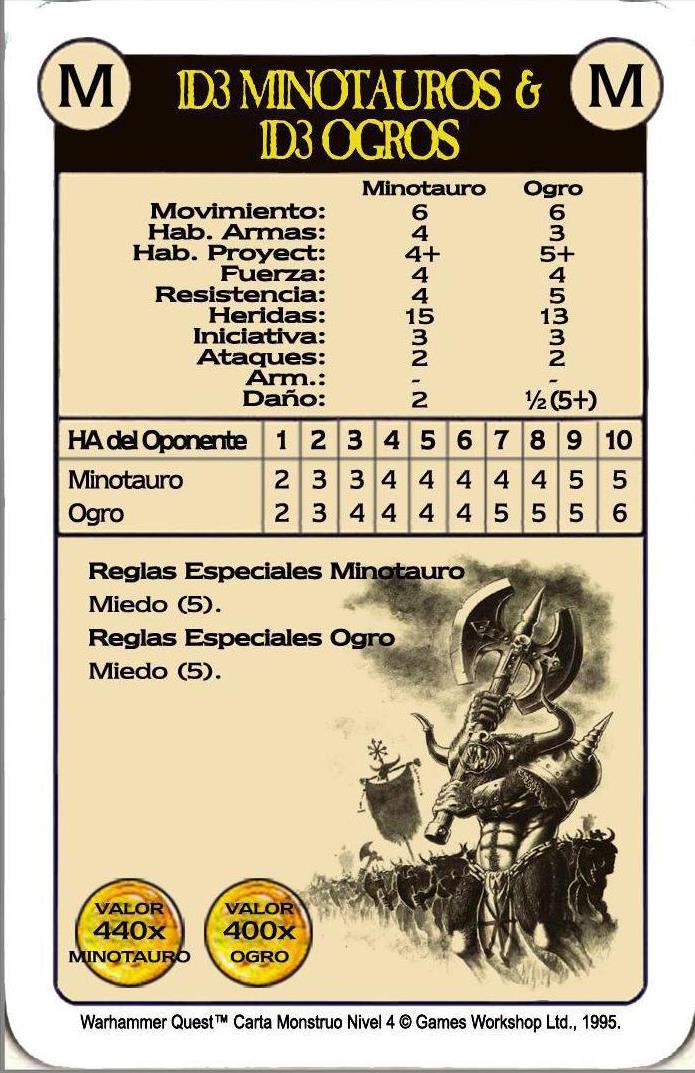 M 1D3 MINOTAUROS & M
1D3 OGROS
Minotauro Ogro
Movimiento: 6 6
Hab. Armas: 4 3
Hab. Proyect: 4+ 5+
Fuerza: 4 4
Resistencia: 4 5
Heridas: 15 13
Iniciativa: 3 3
Ataques: 2 2
Arm.: - -
Daño: 2 ½(5+)
HA del Oponente 1 2 3 4 5 6 7 8 9 10
Minotauro 2 3 3 4 4 4 4 4 5 5
Ogro 2 3 4 4 4 4 5 5 5 6
Reglas Especiales Minotauro
Miedo (5).
Reglas Especiales Ogro
Miedo (5).
VALOR VALOR
440x 400x
MINOTAURO OGRO
Warhammer Quest™ Carta Monstruo Nivel 4 © Games Workshop Ltd., 1995.